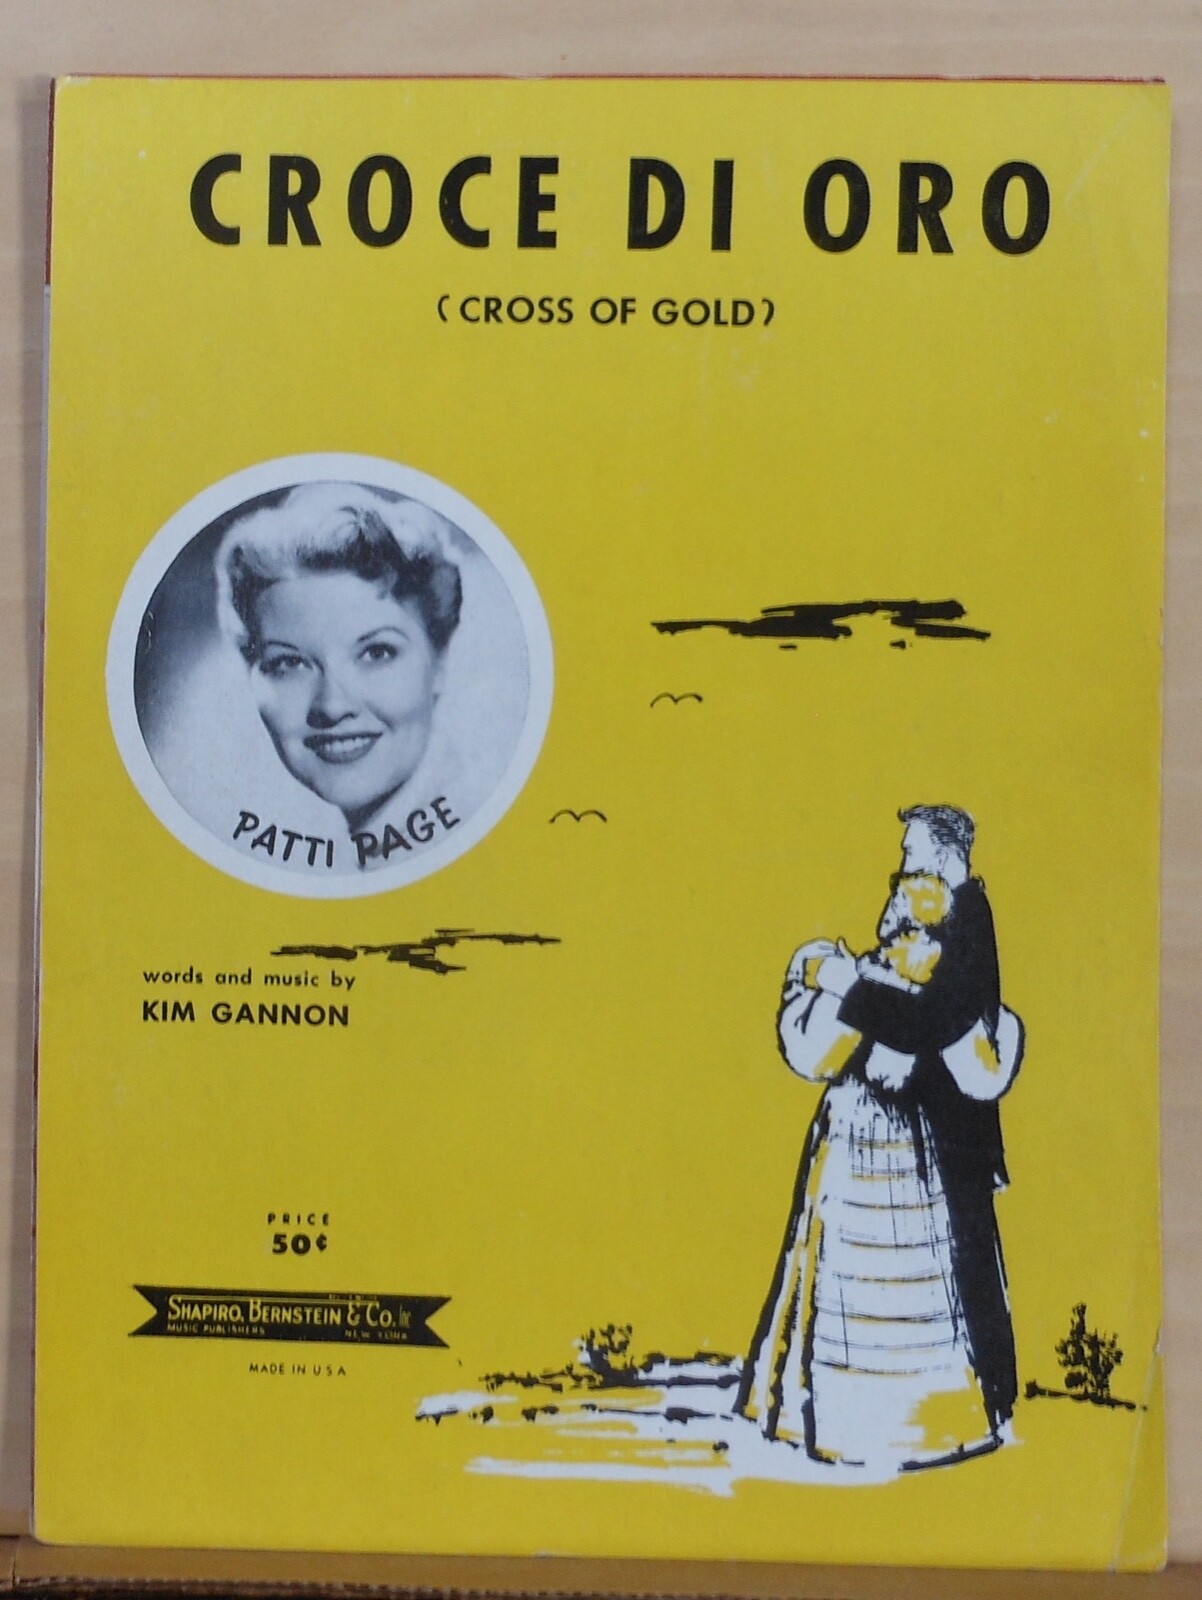 CROCE DI ORO
(CROSS OF GOLD)
PATTI PAGE
words and music by
KIM GANNON
PRICE
50¢
SHAPIRO, BERNSTEIN & CO. Inc
MUSIC PUBLISHERS NEW YORK
MADE IN U S A